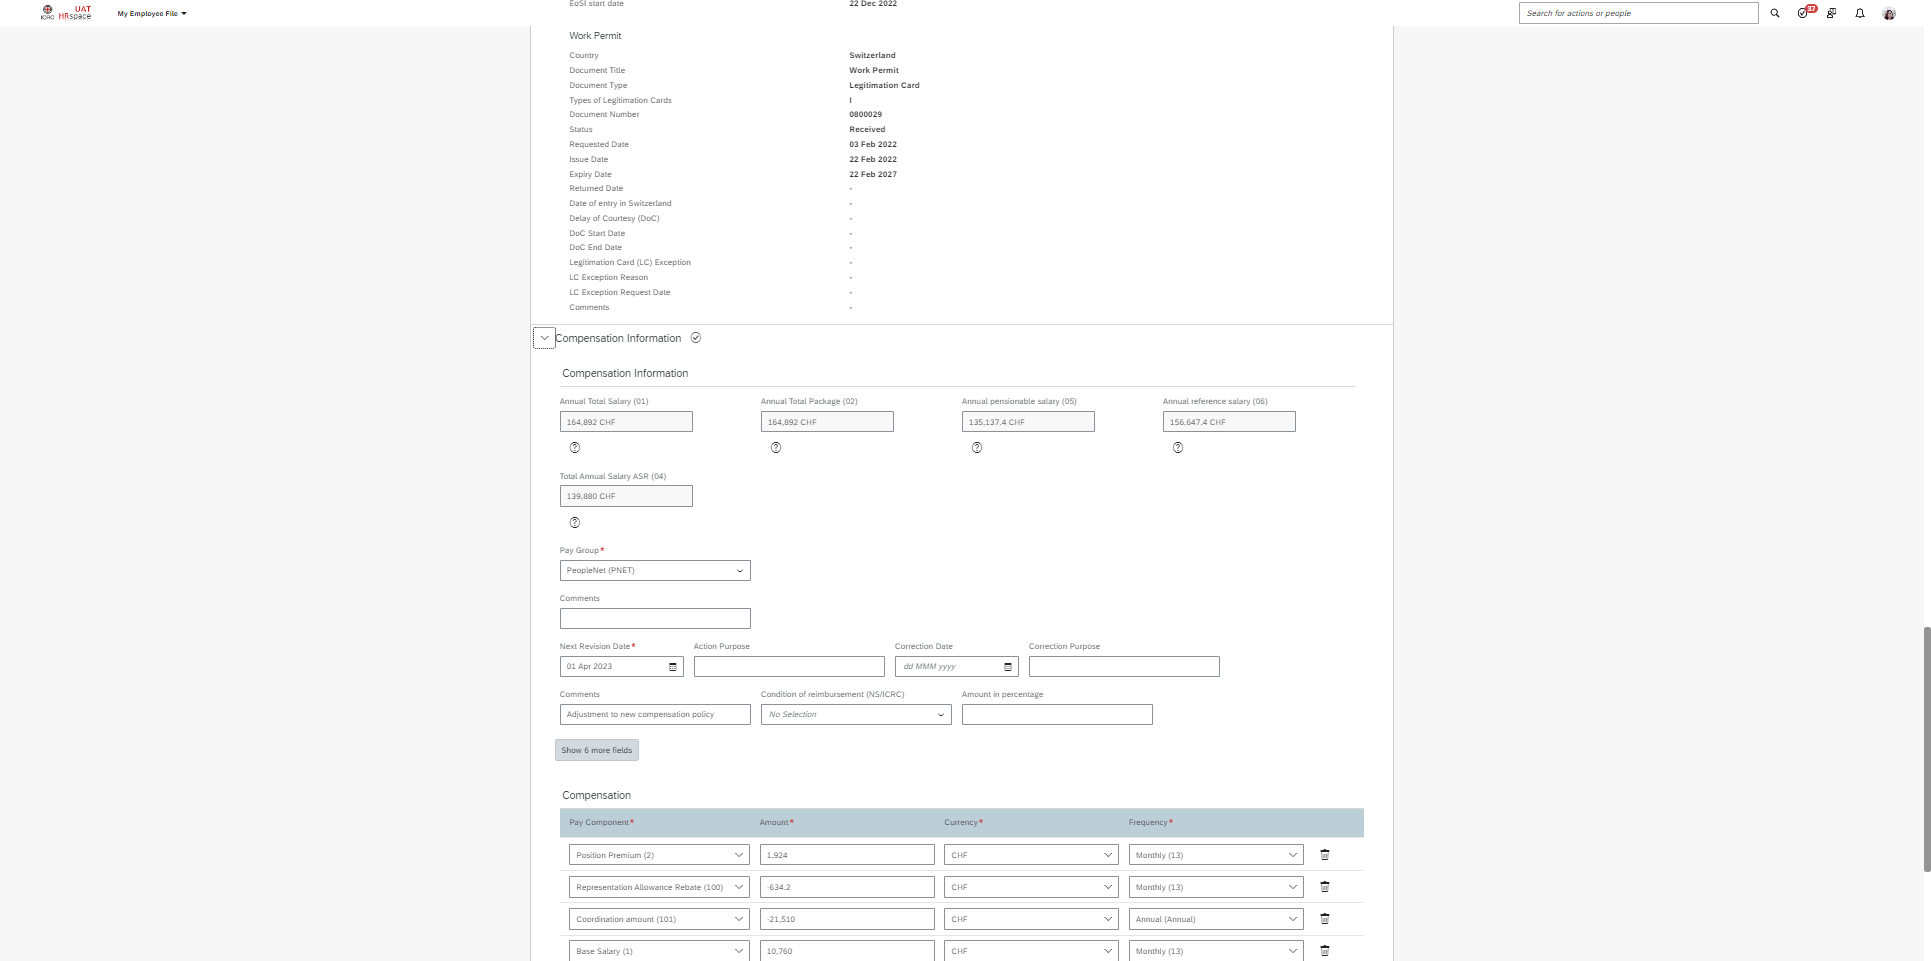 UAT
ICRC HRspace
My Employee File
Search for actions or people
37
EoSI start date 22 Dec 2022
Work Permit
Country Switzerland
Document Title Work Permit
Document Type Legitimation Card
Types of Legitimation Cards I
Document Number 0800029
Status Received
Requested Date 03 Feb 2022
Issue Date 22 Feb 2022
Expiry Date 22 Feb 2027
Returned Date -
Date of entry in Switzerland -
Delay of Courtesy (DoC) -
DoC Start Date -
DoC End Date -
Legitimation Card (LC) Exception -
LC Exception Reason -
LC Exception Request Date -
Comments -
Compensation Information
Compensation Information
Annual Total Salary (01) Annual Total Package (02) Annual pensionable salary (05) Annual reference salary (06)
164,892 CHF 164,892 CHF 135,137.4 CHF 156,647.4 CHF
Total Annual Salary ASR (04)
139,880 CHF
Pay Group*
PeopleNet (PNET)
Comments
Next Revision Date* Action Purpose Correction Date Correction Purpose
01 Apr 2023 dd MMM yyyy
Comments Condition of reimbursement (NS/ICRC) Amount in percentage
Adjustment to new compensation policy No Selection
Show 6 more fields
Compensation
Pay Component* Amount* Currency* Frequency*
Position Premium (2) 1,924 CHF Monthly (13)
Representation Allowance Rebate (100) -634.2 CHF Monthly (13)
Coordination amount (101) -21,510 CHF Annual (Annual)
Base Salary (1) 10,760 CHF Monthly (13)